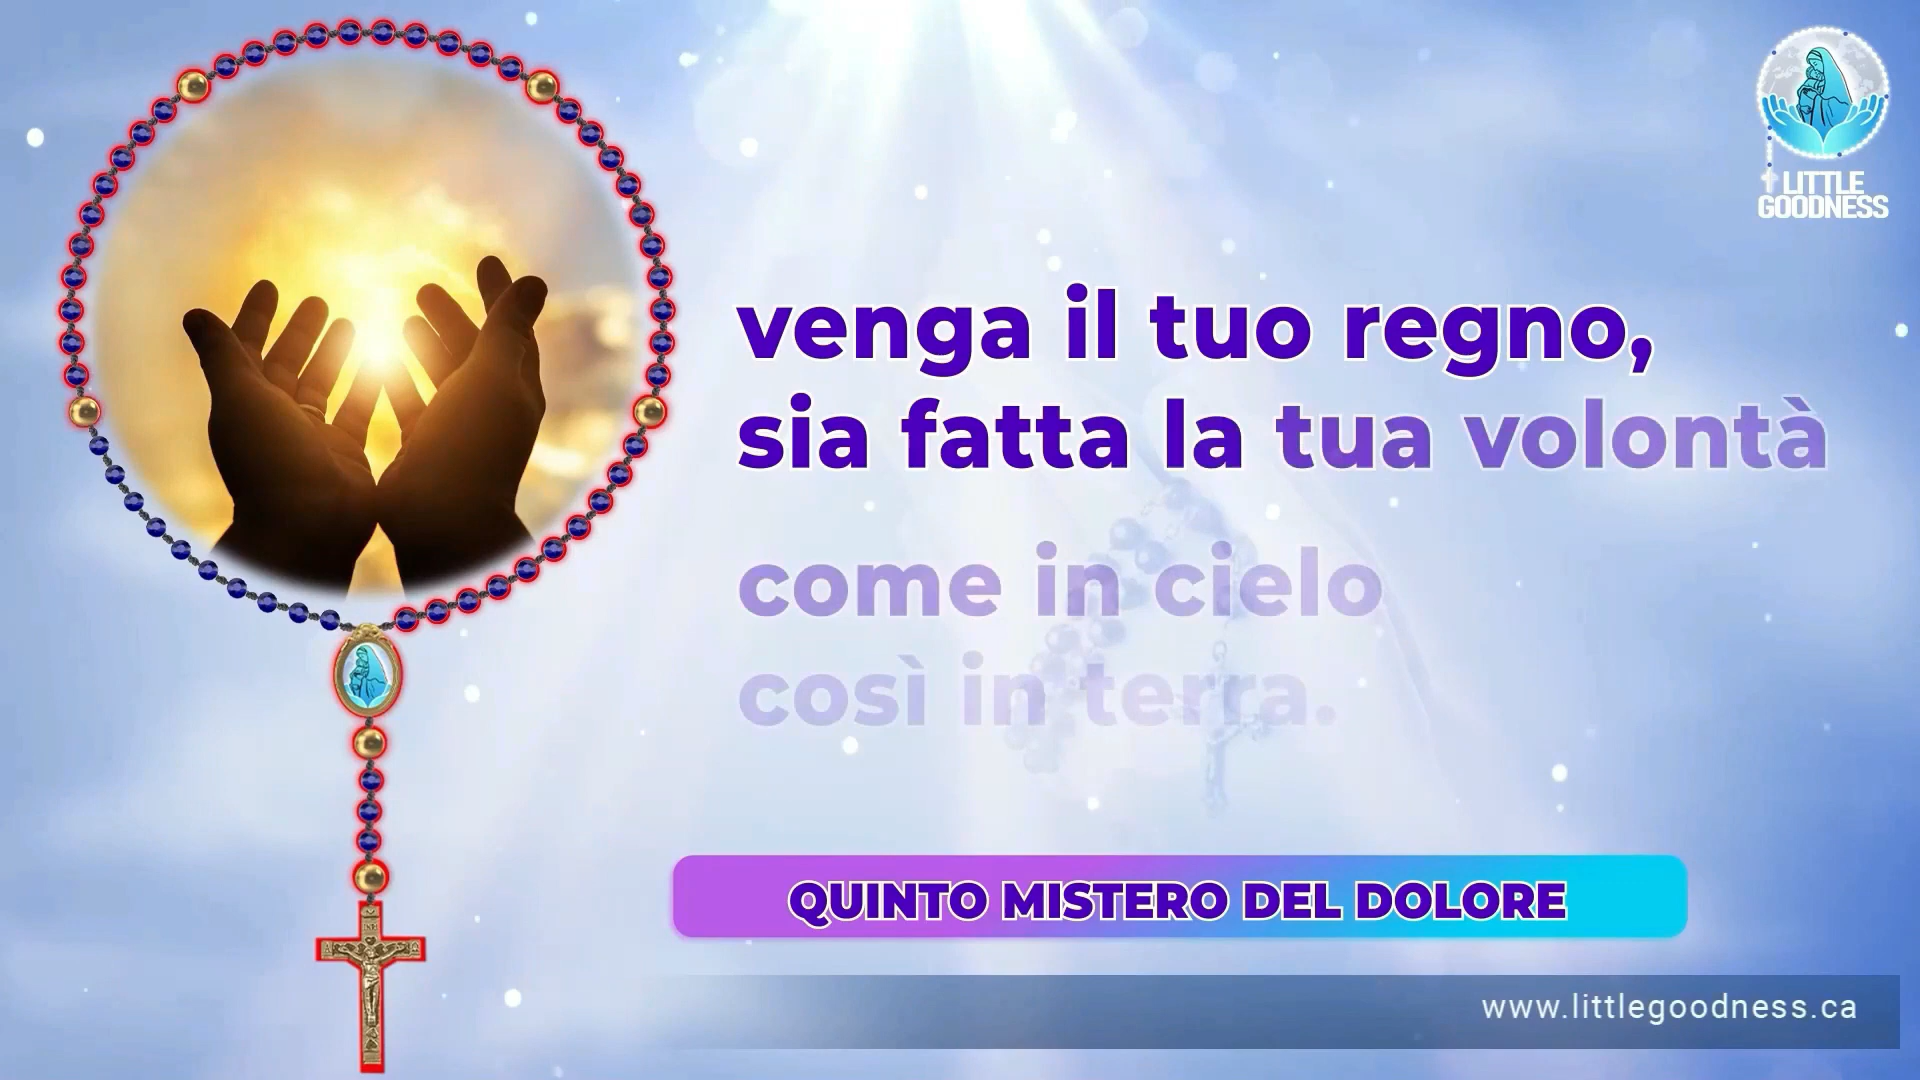 LITTLE
GOODNESS
venga il tuo regno,
sia fatta la tua volontà
come in cielo
così in terra.
QUINTO MISTERO DEL DOLORE
www.littlegoodness.ca